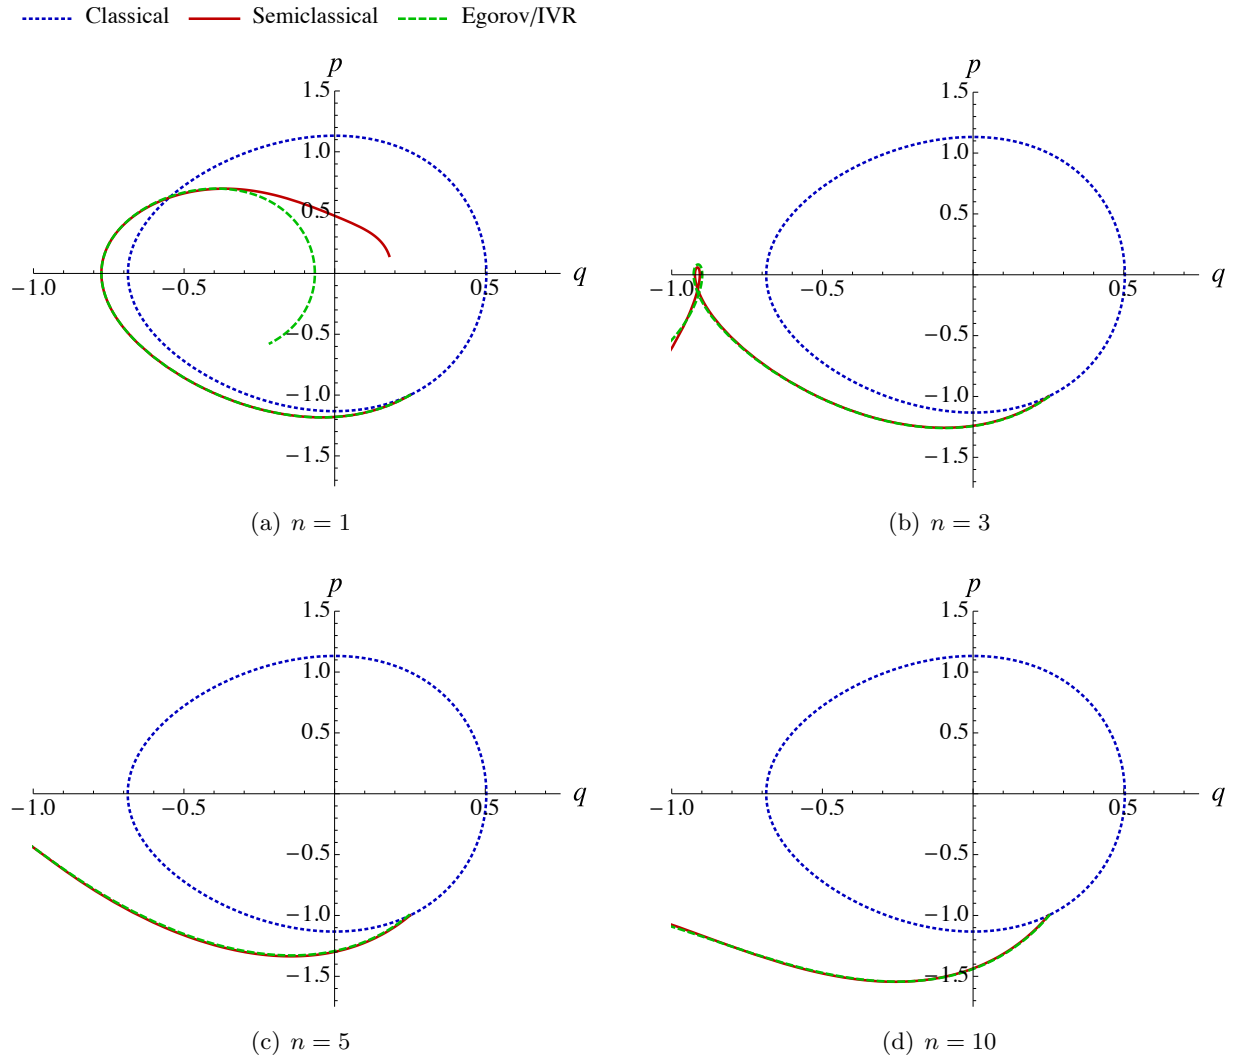 Classical Semiclassical Egorov/IVR
p p
1.5 1.5
1.0 1.0
0.5 0.5
−1.0 −0.5 0.5 q −1.0 −0.5 0.5 q
−0.5 −0.5
−1.0 −1.0
−1.5 −1.5
(a) n = 1 (b) n = 3
p p
1.5 1.5
1.0 1.0
0.5 0.5
−1.0 −0.5 0.5 q −1.0 −0.5 0.5 q
−0.5 −0.5
−1.0 −1.0
−1.5 −1.5
(c) n = 5 (d) n = 10